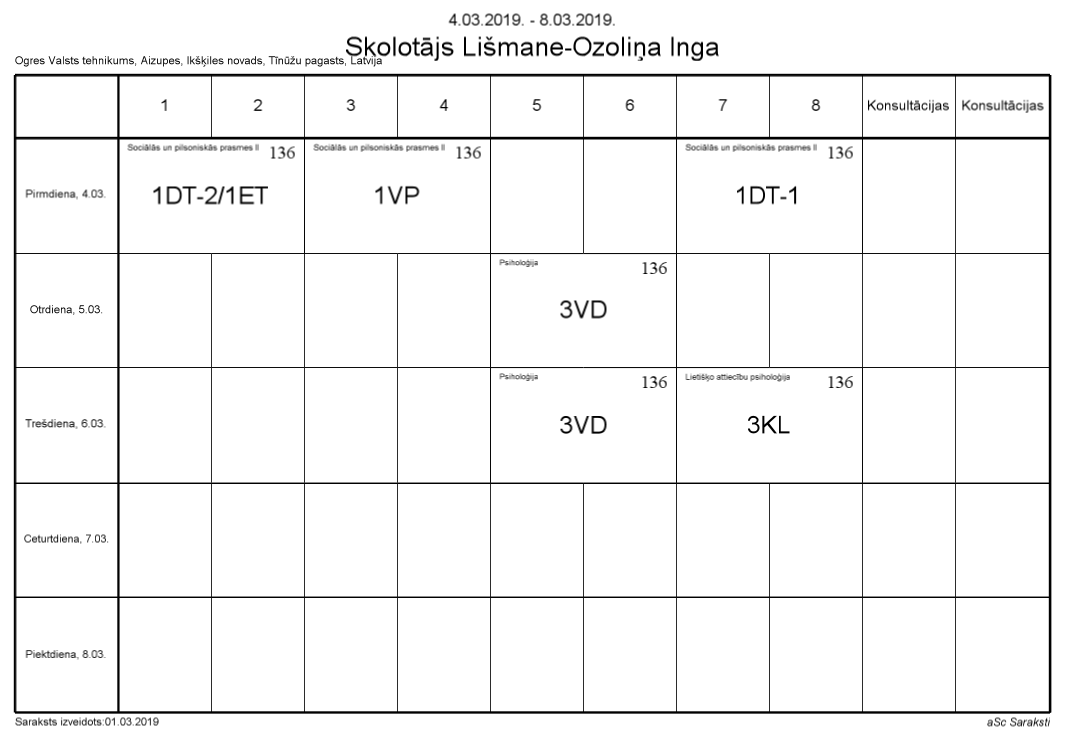 4.03.2019. - 8.03.2019.
Skolotājs Lišmane-Ozoliņa Inga
Ogres Valsts tehnikums, Aizupes, Ikšķiles novads, Tīnūžu pagasts, Latvija
1 2 3 4 5 6 7 8 Konsultācijas Konsultācijas
Sociālās un pilsoniskās prasmes II 136 Sociālās un pilsoniskās prasmes II 136 Sociālās un pilsoniskās prasmes II 136
Pirmdiena, 4.03. 1DT-2/1ET 1VP 1DT-1
Psiholoģija 136
Otrdiena, 5.03. 3VD
Psiholoģija 136 Lietišķo attiecību psiholoģija 136
Trešdiena, 6.03. 3VD 3KL
Ceturtdiena, 7.03.
Piektdiena, 8.03.
Saraksts izveidots:01.03.2019 aSc Saraksti